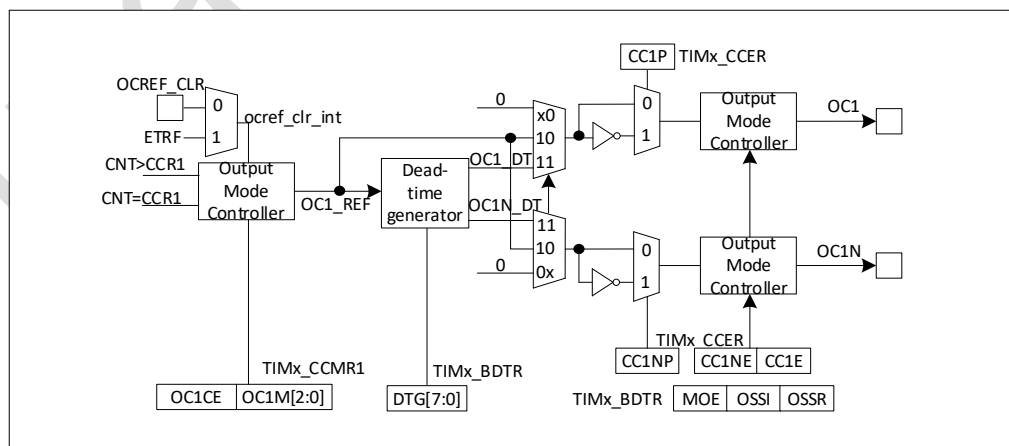 CC1P TIMx_CCER
OCREF_CLR
0
ocref_clr_int
ETRF
1
CNT>CCR1
CNT=CCR1
Output Mode Controller
OC1_REF
Dead-time generator
OC1_DT
OC1N_DT
0
x0
10
11
11
10
0x
0
0
1
Output Mode Controller
OC1
0
1
Output Mode Controller
OC1N
TIMx_CCER
CC1NP CC1NE CC1E
TIMx_CCMR1
OC1CE OC1M[2:0]
TIMx_BDTR
DTG[7:0]
TIMx_BDTR MOE OSSI OSSR